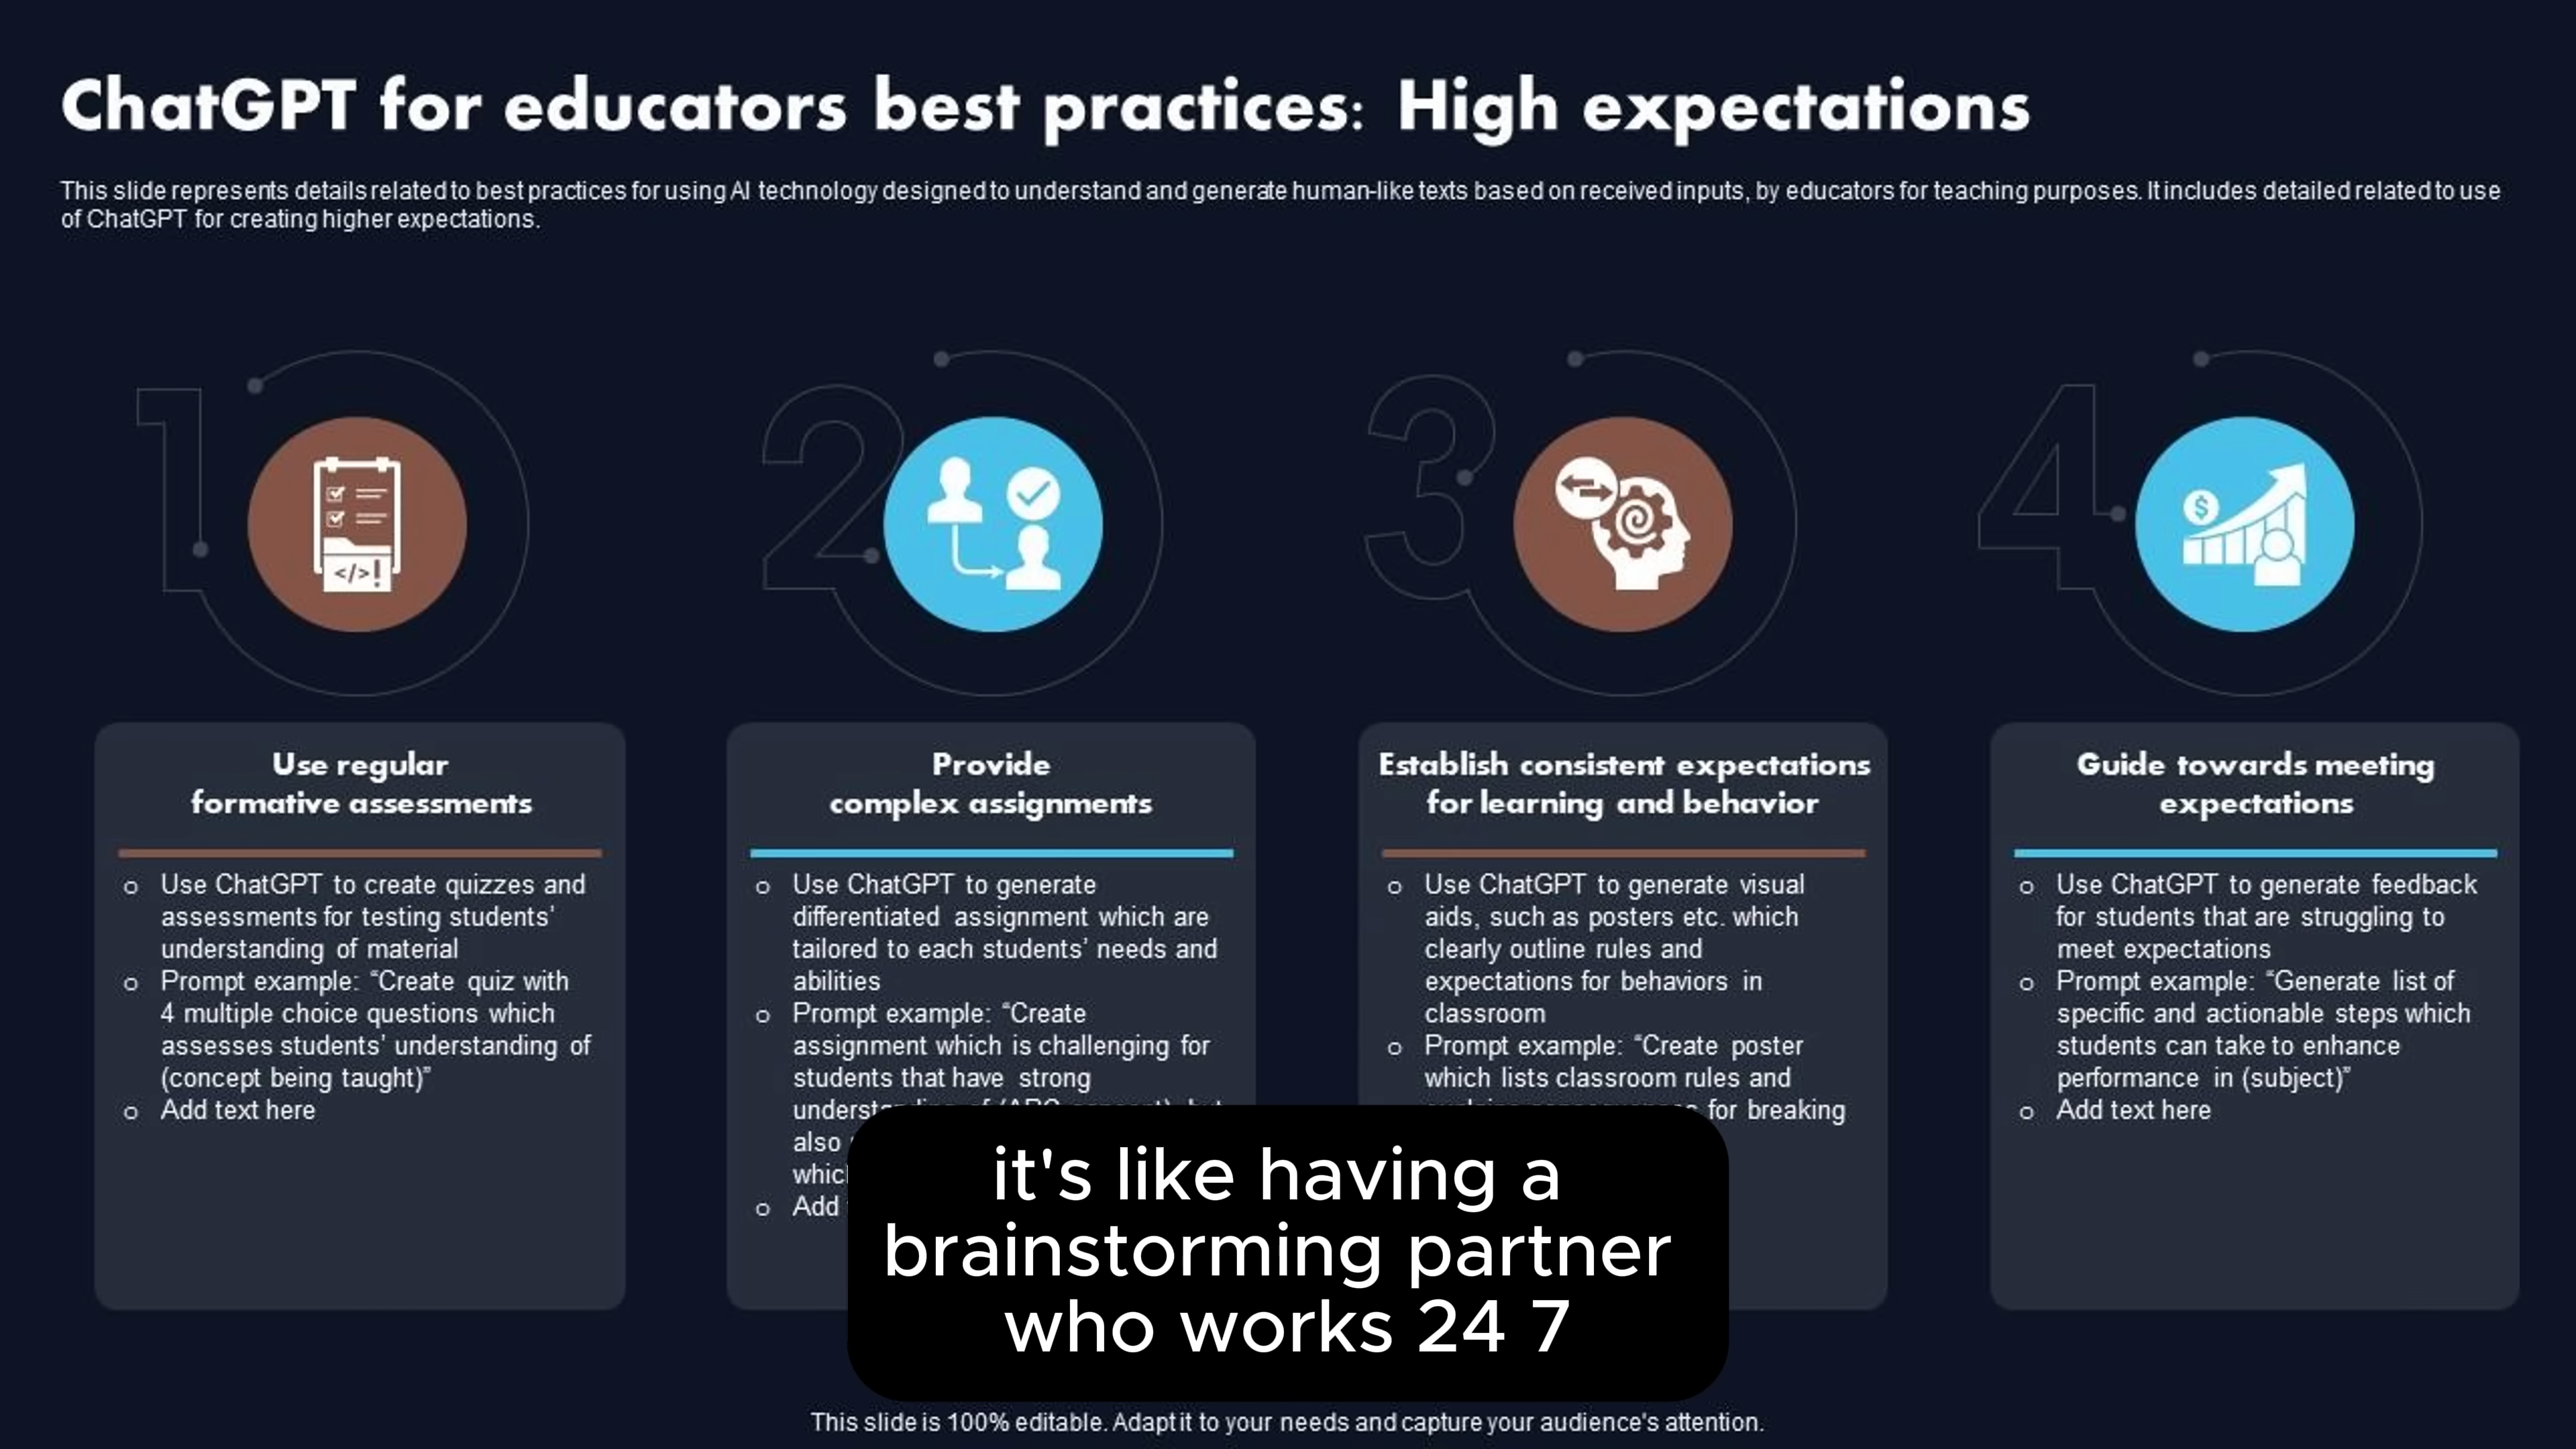 ChatGPT for educators best practices: High expectations
This slide represents details related to best practices for using AI technology designed to understand and generate human-like texts based on received inputs, by educators for teaching purposes. It includes detailed related to use
of ChatGPT for creating higher expectations.
1
2
3
4
Use regular
formative assessments
Use ChatGPT to create quizzes and
assessments for testing students'
understanding of material
Prompt example: “Create quiz with
4 multiple choice questions which
assesses students' understanding of
(concept being taught)”
Add text here
Provide
complex assignments
Use ChatGPT to generate
differentiated assignment which are
tailored to each students' needs and
abilities
Prompt example: “Create
assignment which is challenging for
students that have strong
also
Add
Establish consistent expectations
for learning and behavior
Use ChatGPT to generate visual
aids, such as posters etc. which
clearly outline rules and
expectations for behaviors in
classroom
Prompt example: “Create poster
which lists classroom rules and
for breaking
Guide towards meeting
expectations
Use ChatGPT to generate feedback
for students that are struggling to
meet expectations
Prompt example: “Generate list of
specific and actionable steps which
students can take to enhance
performance in (subject)”
Add text here
it's like having a
brainstorming partner
who works 24 7
This slide is 100% editable. Adapt it to your needs and capture your audience's attention.